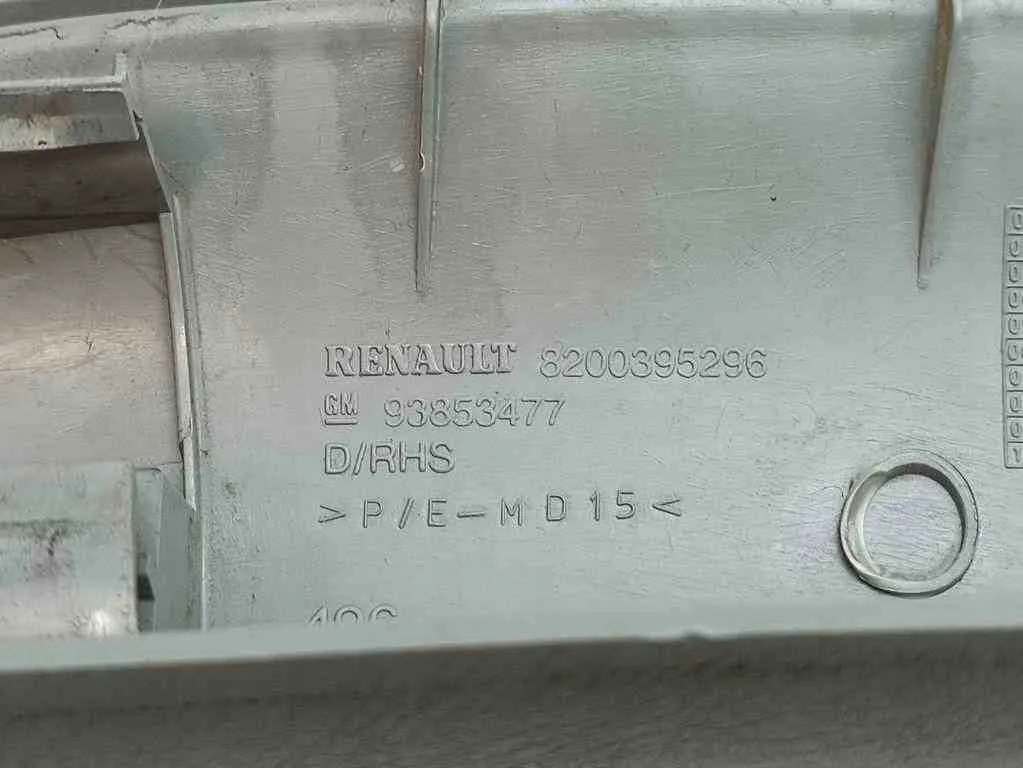 RENAULT 8200395296
GM 93853477
D/RHS
>P/E-MD15<